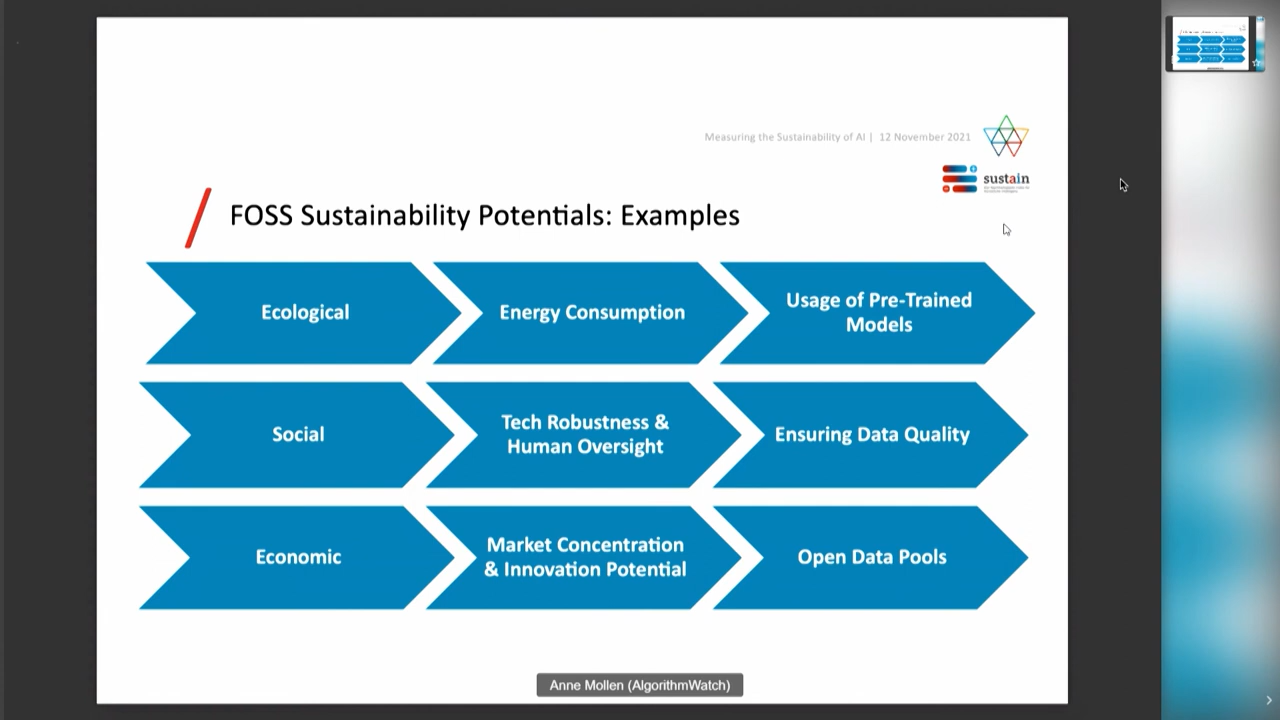 Measuring the Sustainability of AI | 12 November 2021
sustain
FOSS Sustainability Potentials: Examples
Ecological
Energy Consumption
Usage of Pre-Trained
Models
Social
Tech Robustness &
Human Oversight
Ensuring Data Quality
Economic
Market Concentration
& Innovation Potential
Open Data Pools
Anne Mollen (AlgorithmWatch)